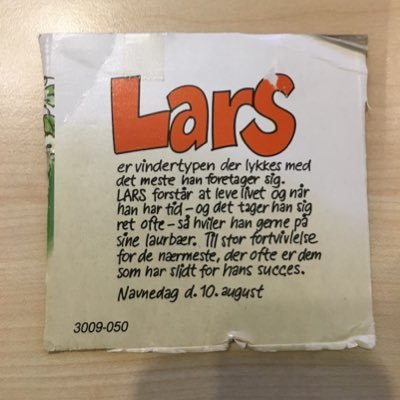 Lars
er vindertypen der lykkes med
det meste han foretager sig.
LARS forstår at leve livet og når
han har tid – og det tager han sig
ret ofte – så hviler han gerne på
sine laurbær. Til stor fortvivlelse
for de nærmeste, der ofte er dem
som har slidt for hans succes.
Navnedag d. 10. august
3009-050